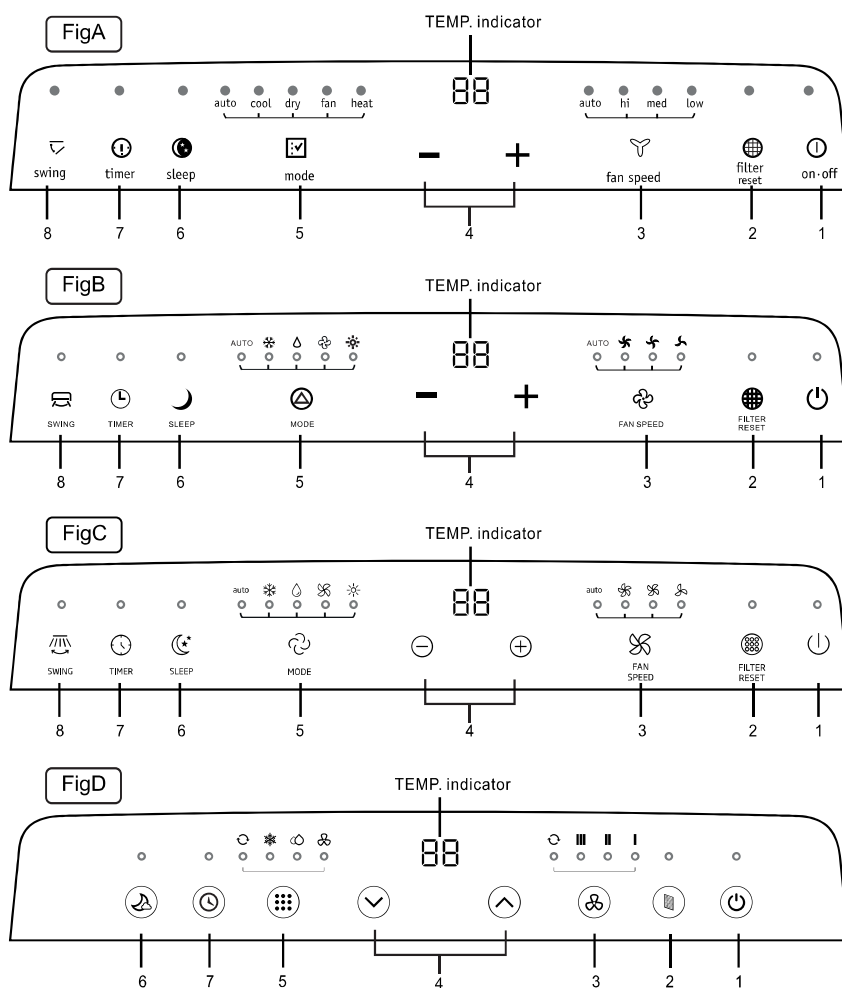 FigA
TEMP. indicator
88
auto cool dry fan heat
auto hi med low
swing timer sleep mode fan speed filter reset on·off
8 7 6 5 4 3 2 1
FigB
TEMP. indicator
88
AUTO
AUTO
SWING TIMER SLEEP MODE FAN SPEED FILTER RESET
8 7 6 5 4 3 2 1
FigC
TEMP. indicator
88
auto
auto
SWING TIMER SLEEP MODE FAN SPEED FILTER RESET
8 7 6 5 4 3 2 1
FigD
TEMP. indicator
88
6 7 5 4 3 2 1